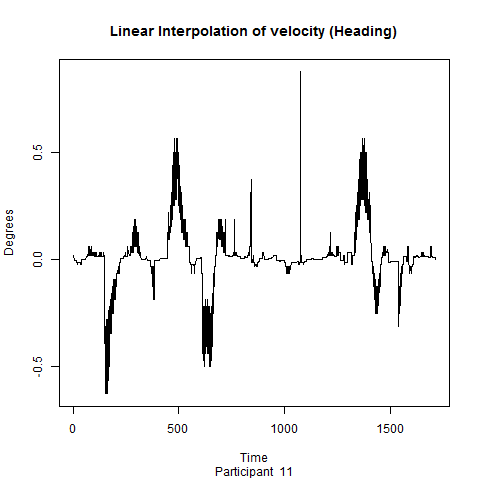 Linear Interpolation of velocity (Heading)
Degrees
0.5
0.0
-0.5
0 500 1000 1500
Time
Participant 11